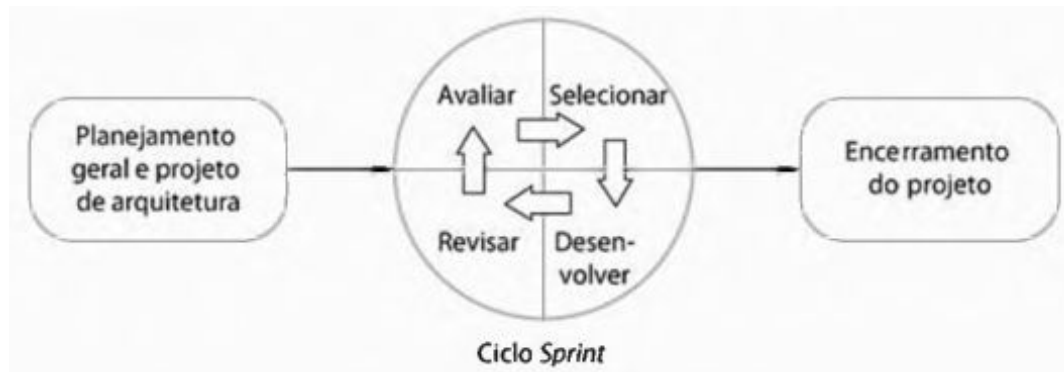 Planejamento
geral e projeto
de arquitetura
Avaliar
Selecionar
Revisar
Desen-
volver
Encerramento
do projeto
Ciclo Sprint